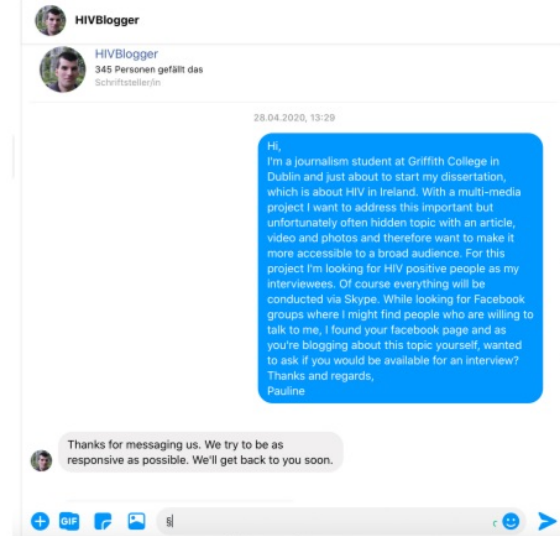 HIVBlogger
HIVBlogger
345 Personen gefällt das
Schriftsteller/in
28.04.2020, 13:29
Hi,
I'm a journalism student at Griffith College in
Dublin and just about to start my dissertation,
which is about HIV in Ireland. With a multi-media
project I want to address this important but
unfortunately often hidden topic with an article,
video and photos and therefore want to make it
more accessible to a broad audience. For this
project I'm looking for HIV positive people as my
interviewees. Of course everything will be
conducted via Skype. While looking for Facebook
groups where I might find people who are willing to
talk to me, I found your facebook page and as
you're blogging about this topic yourself, wanted
to ask if you would be available for an interview?
Thanks and regards,
Pauline
Thanks for messaging us. We try to be as
responsive as possible. We'll get back to you soon.
GIF
§